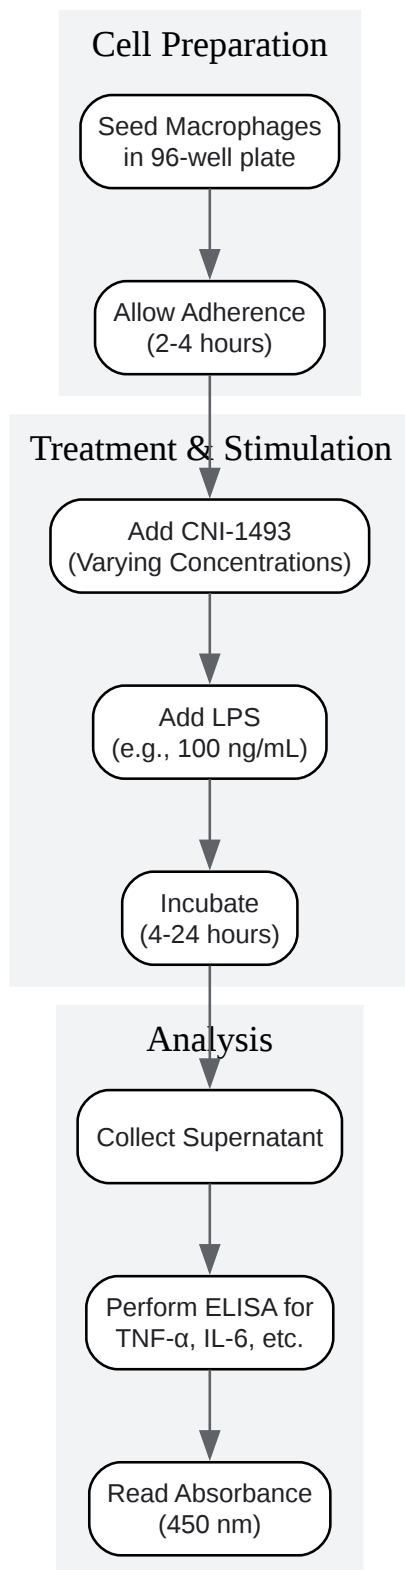 Cell Preparation
Seed Macrophages
in 96-well plate
Allow Adherence
(2-4 hours)
Treatment & Stimulation
Add CNI-1493
(Varying Concentrations)
Add LPS
(e.g., 100 ng/mL)
Incubate
(4-24 hours)
Analysis
Collect Supernatant
Perform ELISA for
TNF-α, IL-6, etc.
Read Absorbance
(450 nm)